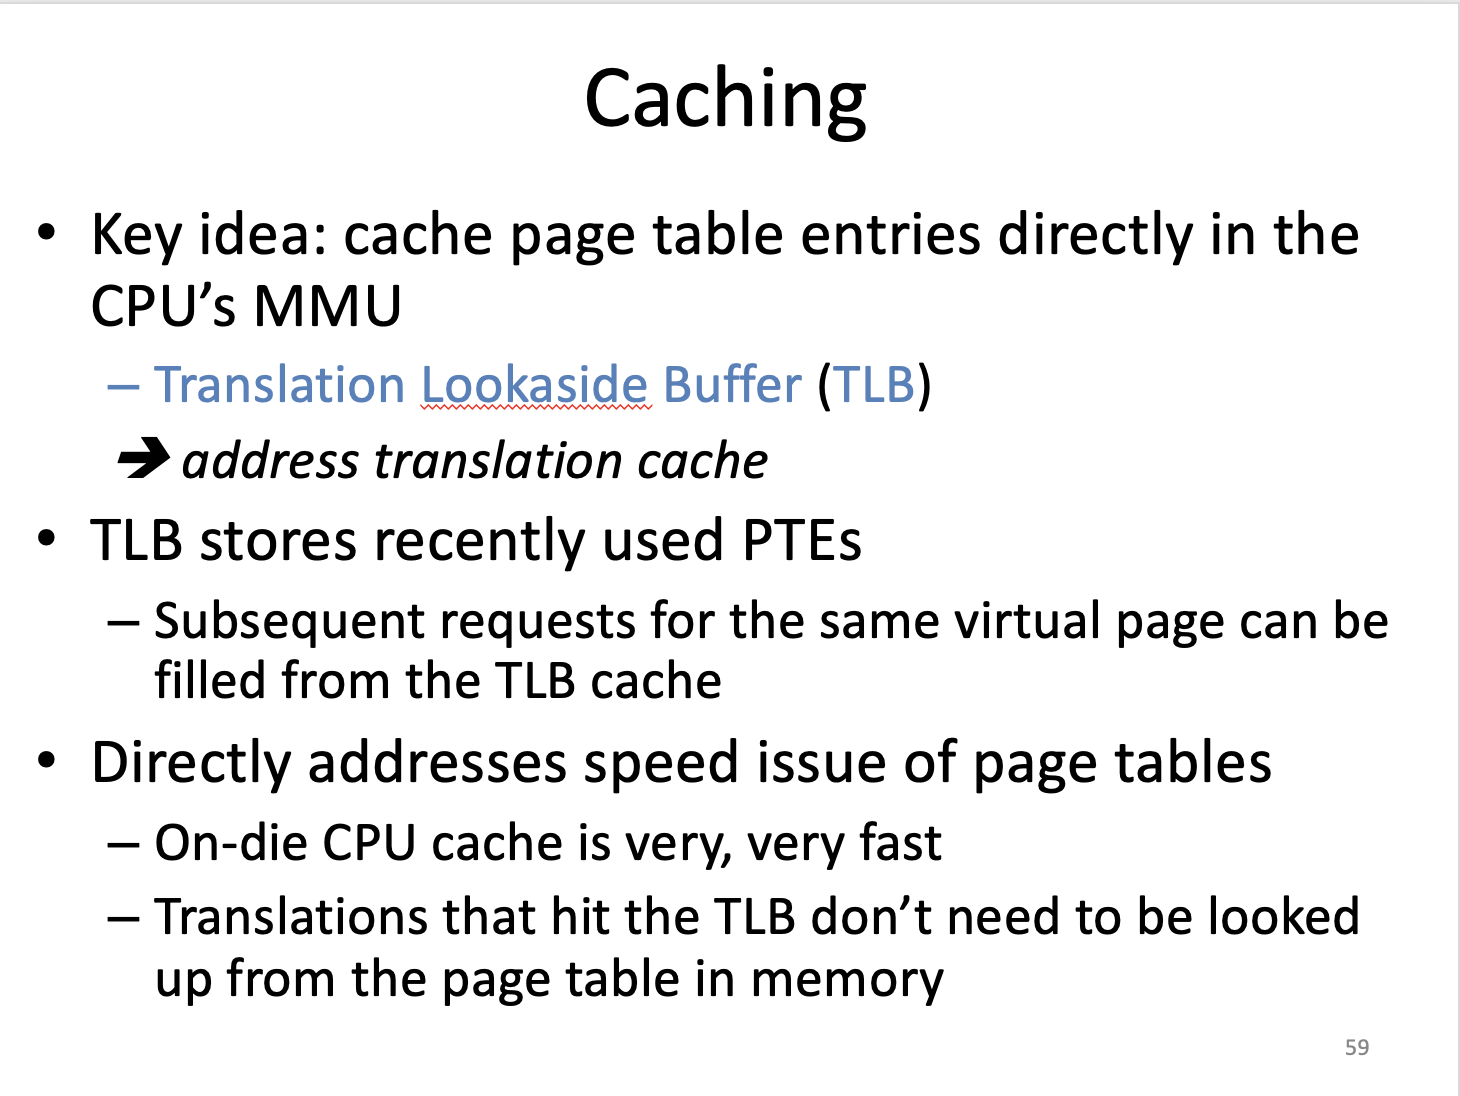 Caching
• Key idea: cache page table entries directly in the
CPU’s MMU
– Translation Lookaside Buffer (TLB)
➔ address translation cache
• TLB stores recently used PTEs
– Subsequent requests for the same virtual page can be
filled from the TLB cache
• Directly addresses speed issue of page tables
– On-die CPU cache is very, very fast
– Translations that hit the TLB don’t need to be looked
up from the page table in memory
59